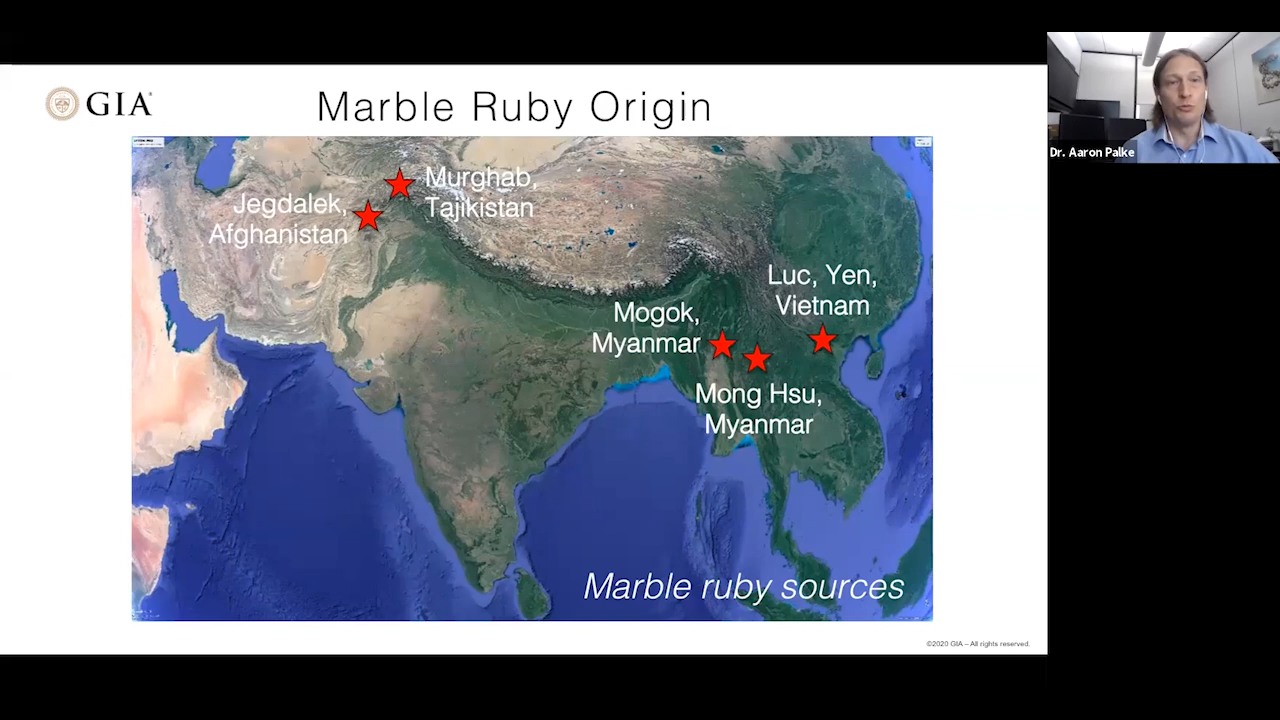 GIA
Marble Ruby Origin
Dr. Aaron Palke
Murghab,
Tajikistan
Jegdalek,
Afghanistan
Luc, Yen,
Vietnam
Mogok,
Myanmar
Mong Hsu,
Myanmar
Marble ruby sources
©2020 GIA – All rights reserved.